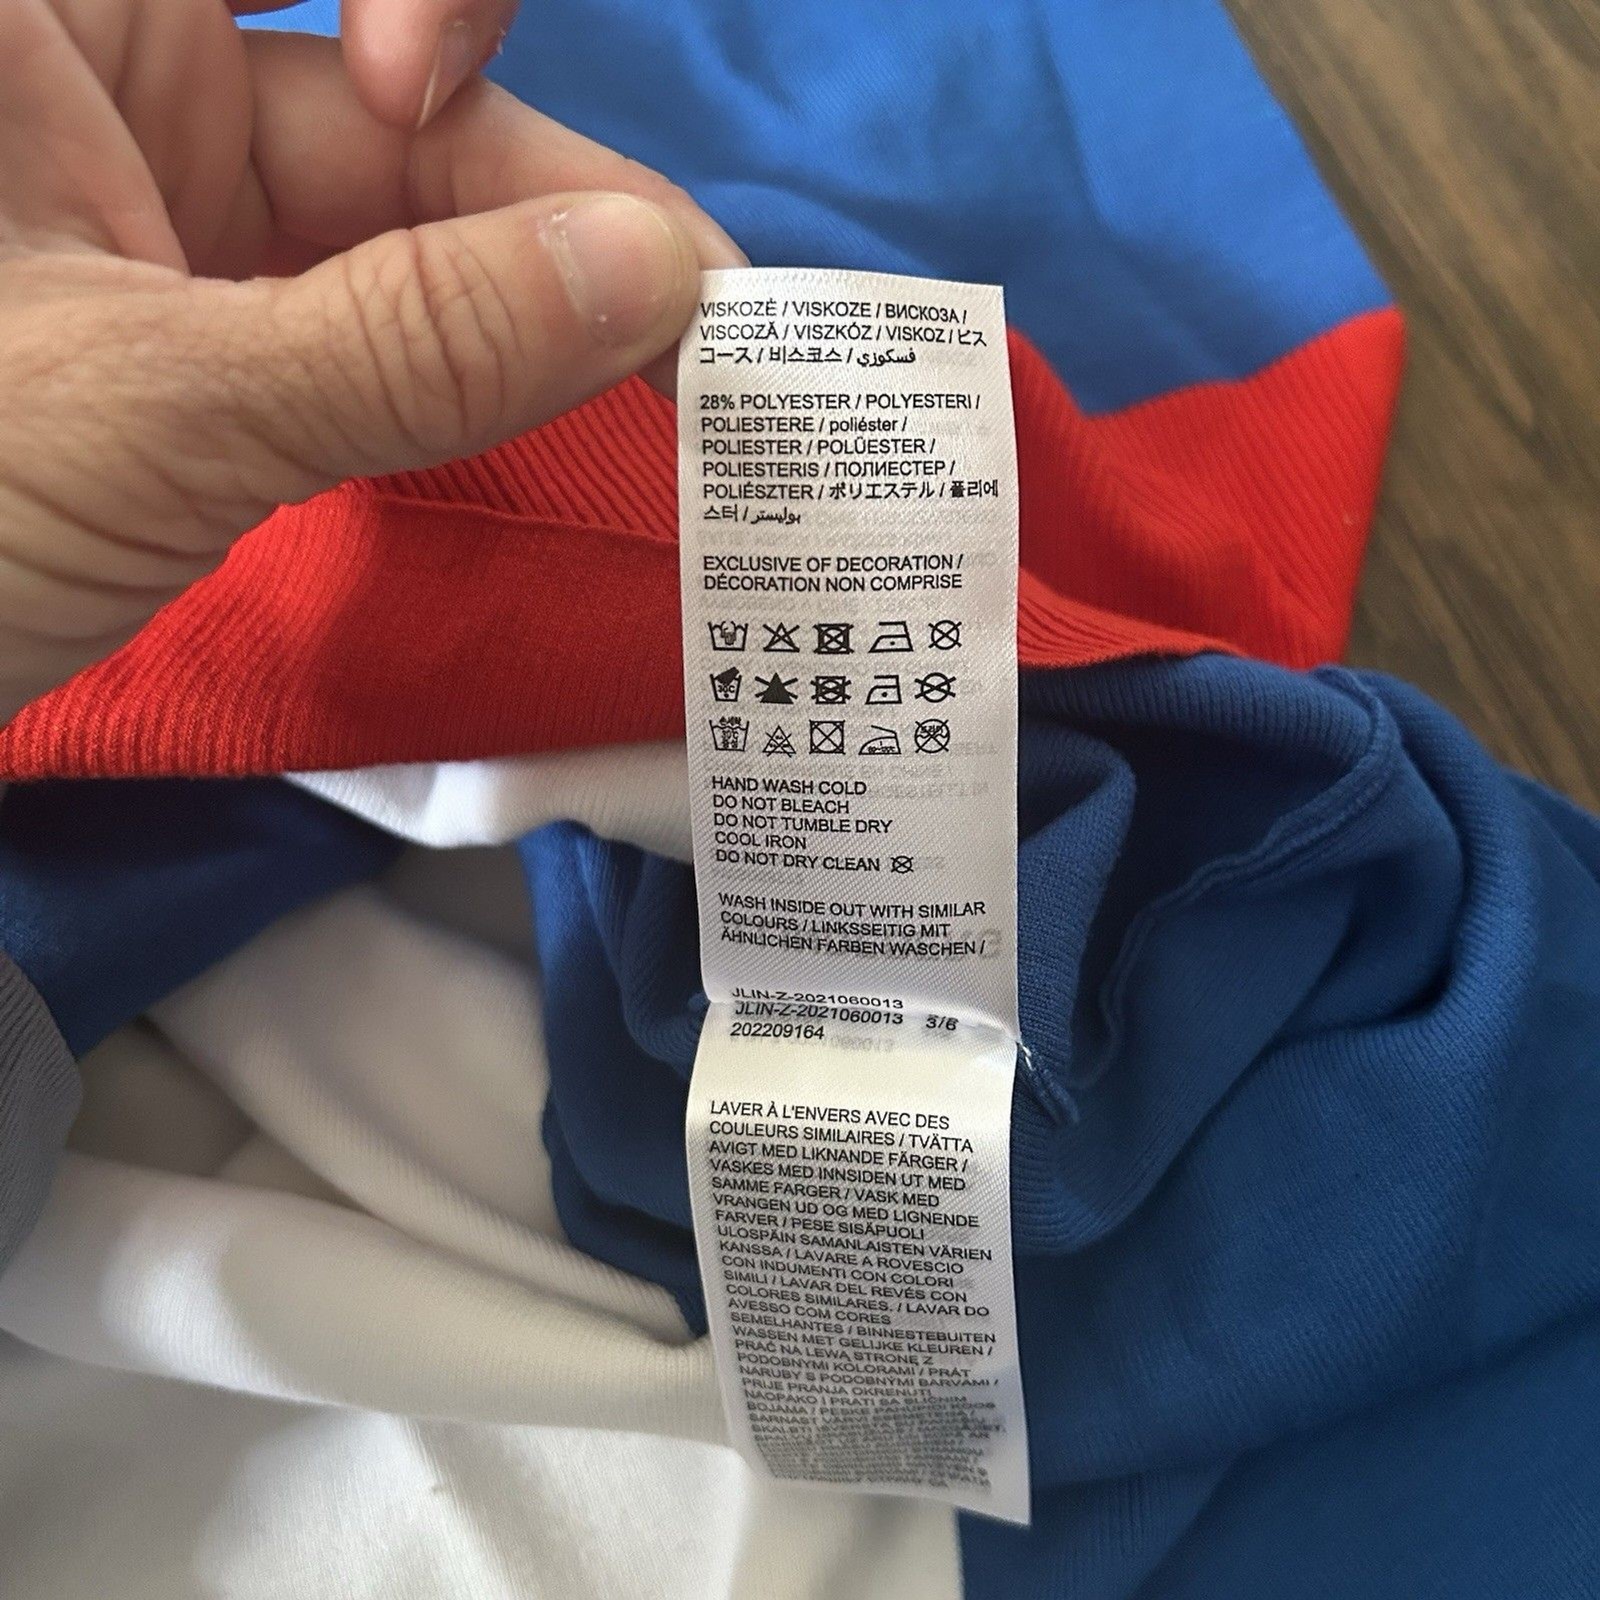 VISKOZĖ / VISKOZE / ВИСКОЗА /
VISCOZĂ / VISZKÓZ / VISKOZ / ビス
コース / 비스코스 / فسكوزي
28% POLYESTER / POLYESTERI /
POLIESTERE / poliéster /
POLIESTER / POLÜESTER /
POLIESTERIS / ПОЛИЕСТЕР /
POLIÉSZTER / ポリエステル / 폴리에
스터 / بوليستر
EXCLUSIVE OF DECORATION /
DÉCORATION NON COMPRISE
HAND WASH COLD
DO NOT BLEACH
DO NOT TUMBLE DRY
COOL IRON
DO NOT DRY CLEAN
WASH INSIDE OUT WITH SIMILAR
COLOURS / LINKSSEITIG MIT
ÄHNLICHEN FARBEN WASCHEN /
JLIN-Z-2021060013
JLIN-Z-2021060013 3/6
202209164
LAVER À L'ENVERS AVEC DES
COULEURS SIMILAIRES / TVÄTTA
AVIGT MED LIKNANDE FÄRGER /
VASKES MED INNSIDEN UT MED
SAMME FARGER / VASK MED
VRANGEN UD OG MED LIGNENDE
FARVER / PESE SISÄPUOLI
ULOSPÄIN SAMANLAISTEN VÄRIEN
KANSSA / LAVARE A ROVESCIO
CON INDUMENTI CON COLORI
SIMILI / LAVAR DEL REVÉS CON
COLORES SIMILARES. / LAVAR DO
AVESSO COM CORES
SEMELHANTES / BINNESTEBUITEN
WASSEN MET GELIJKE KLEUREN /
PRAĆ NA LEWĄ STRONĘ Z
PODOBNYMI KOLORAMI / PRÁT
NARUBY S PODOBNÝMI BARVAMI /
PRIJE PRANJA OKRENUTI
NAOPAKO I PRATI SA SLIČNIM
BOJAMA / PESKE
SARNAST VÄRVI